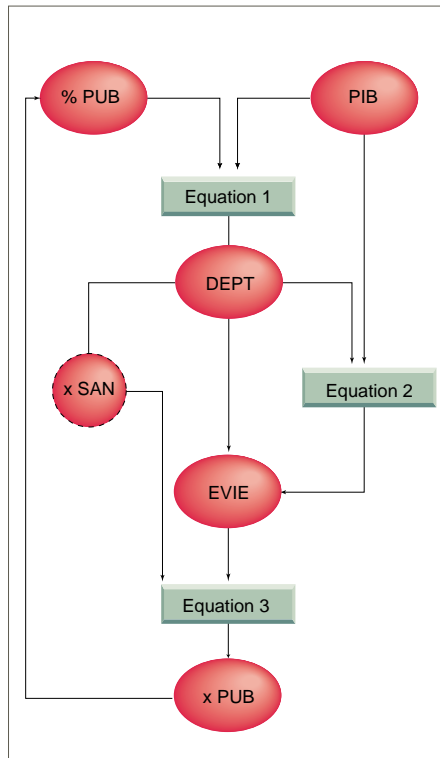 % PUB
PIB
Equation 1
DEPT
x SAN
Equation 2
EVIE
Equation 3
x PUB